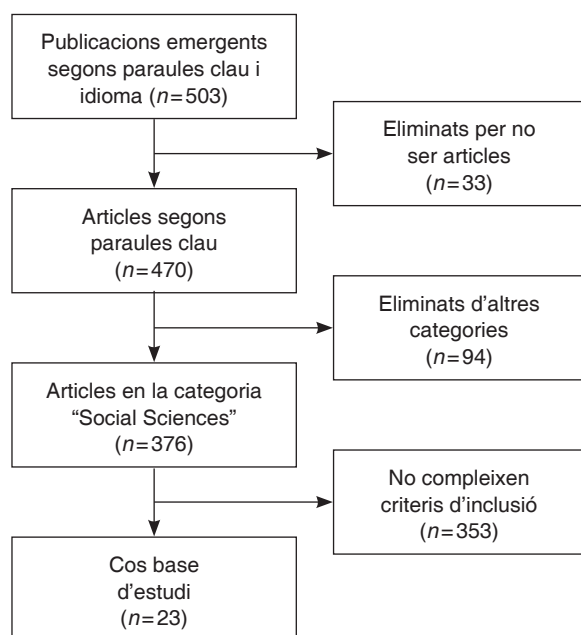 Publicacions emergents
segons paraules clau i
idioma (n=503)
Eliminats per no
ser articles
(n=33)
Articles segons
paraules clau
(n=470)
Eliminats d’altres
categories
(n=94)
Articles en la categoria
“Social Sciences”
(n=376)
No compleixen
criteris d’inclusió
(n=353)
Cos base
d’estudi
(n=23)